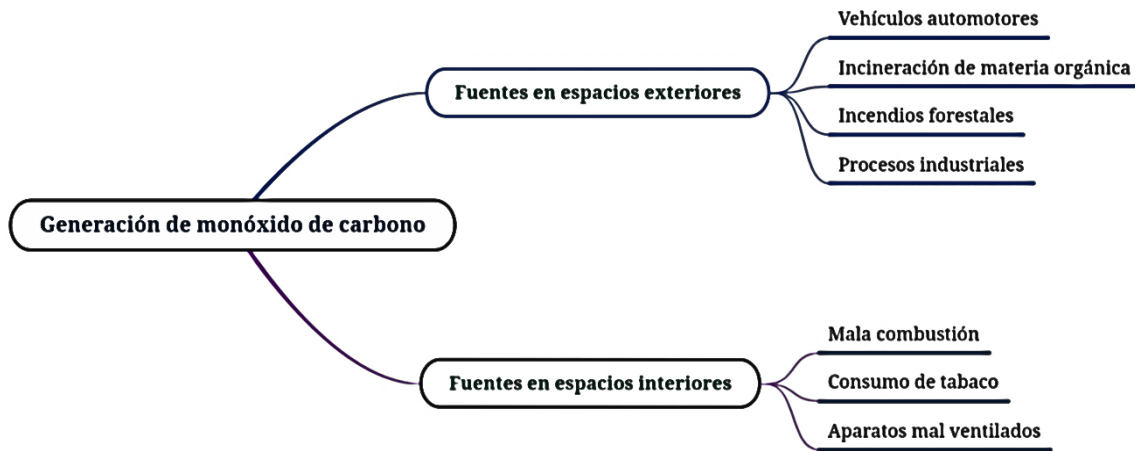 Generación de monóxido de carbono
Fuentes en espacios exteriores
Vehículos automotores
Incineración de materia orgánica
Incendios forestales
Procesos industriales
Fuentes en espacios interiores
Mala combustión
Consumo de tabaco
Aparatos mal ventilados